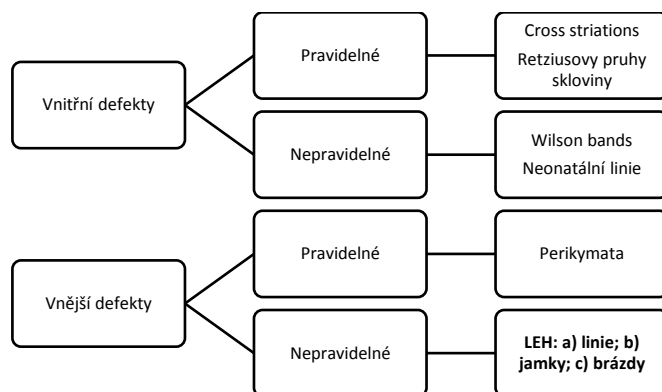 Vnitřní defekty
Pravidelné
Cross striations
Retziusovy pruhy
skloviny
Nepravidelné
Wilson bands
Neonatální linie
Vnější defekty
Pravidelné
Perikymata
Nepravidelné
LEH: a) linie; b)
jamky; c) brázdy